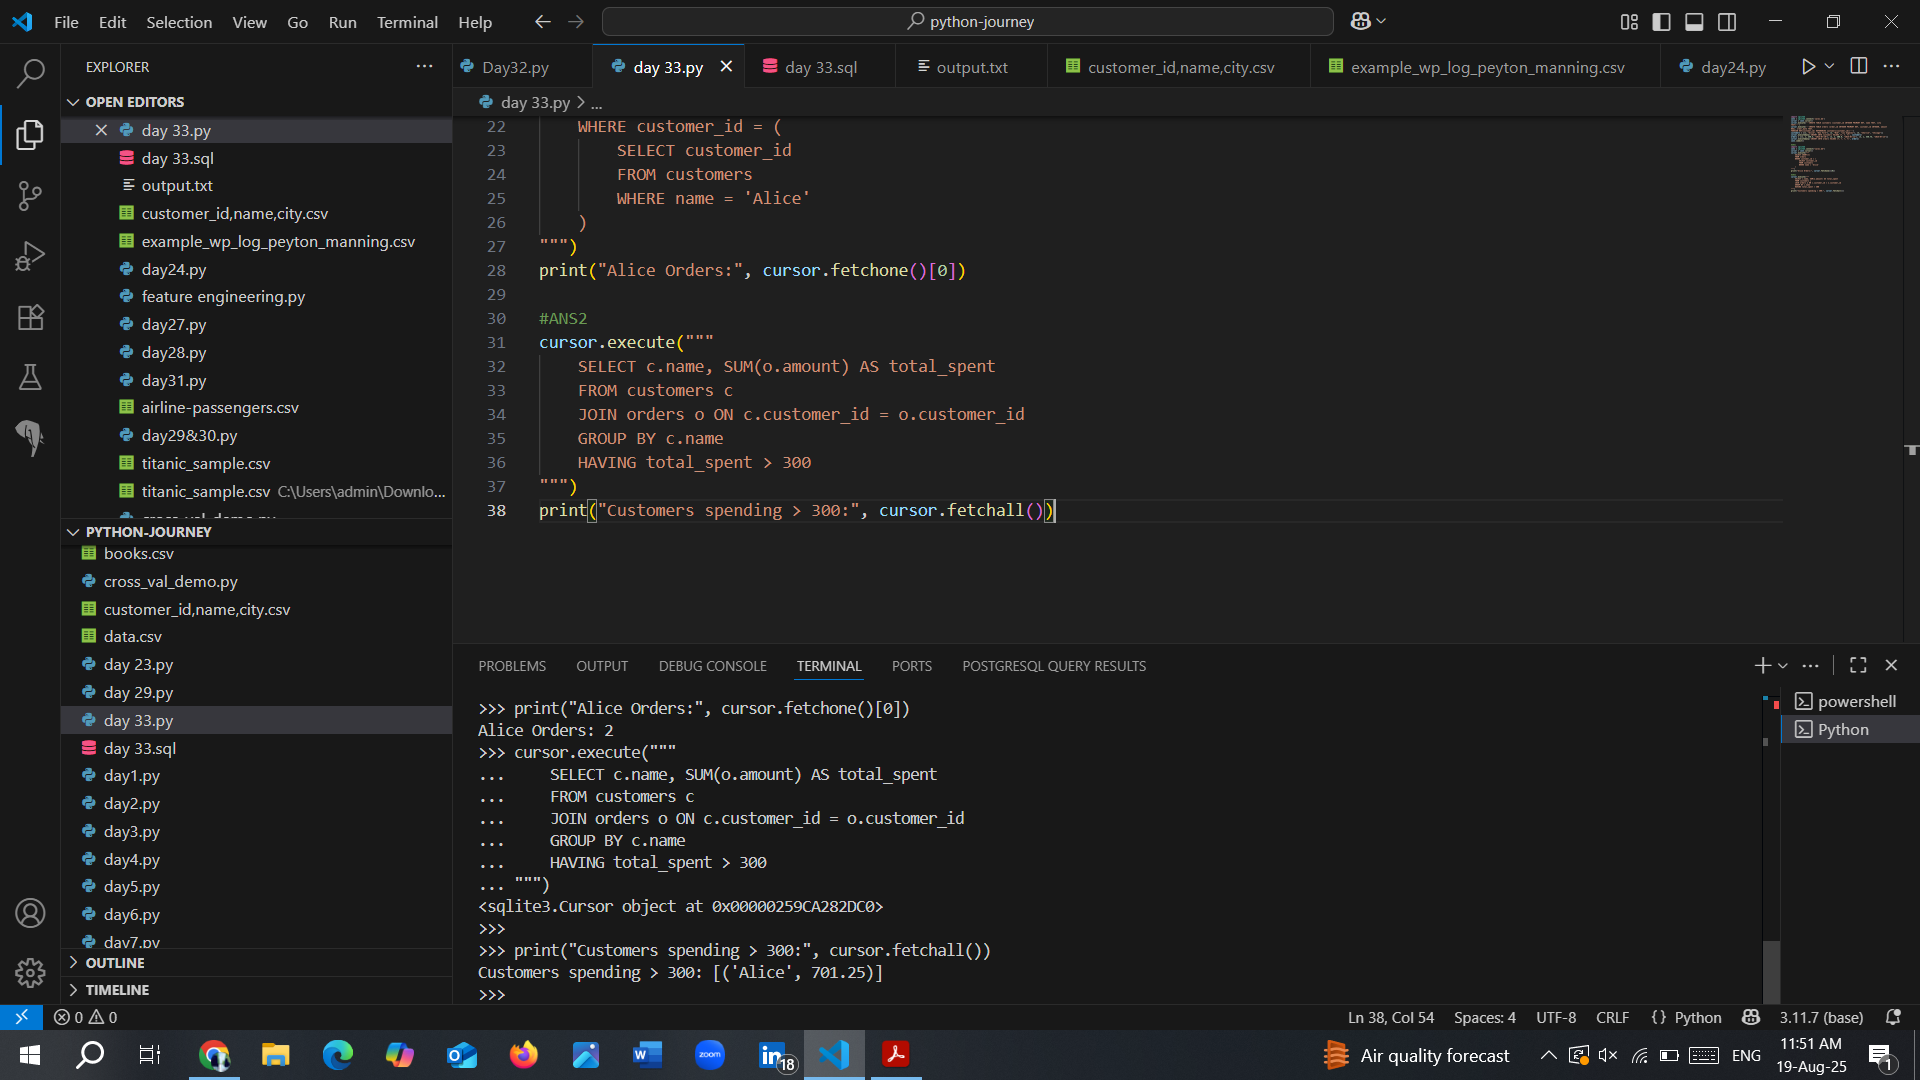 File Edit Selection View Go Run Terminal Help
python-journey
EXPLORER
OPEN EDITORS
day 33.py
day 33.sql
output.txt
customer_id,name,city.csv
example_wp_log_peyton_manning.csv
day24.py
feature engineering.py
day27.py
day28.py
day31.py
airline-passengers.csv
day29&30.py
titanic_sample.csv
titanic_sample.csv C:\Users\admin\Downlo...
PYTHON-JOURNEY
books.csv
cross_val_demo.py
customer_id,name,city.csv
data.csv
day 23.py
day 29.py
day 33.py
day 33.sql
day1.py
day2.py
day3.py
day4.py
day5.py
day6.py
day7.py
OUTLINE
TIMELINE
Day32.py day 33.py day 33.sql output.txt customer_id,name,city.csv example_wp_log_peyton_manning.csv day24.py
day 33.py > ...
22 WHERE customer_id = (
23 SELECT customer_id
24 FROM customers
25 WHERE name = 'Alice'
26 )
27 """)
28 print("Alice Orders:", cursor.fetchone()[0])
29
30 #ANS2
31 cursor.execute("""
32 SELECT c.name, SUM(o.amount) AS total_spent
33 FROM customers c
34 JOIN orders o ON c.customer_id = o.customer_id
35 GROUP BY c.name
36 HAVING total_spent > 300
37 """)
38 print("Customers spending > 300:", cursor.fetchall())
PROBLEMS OUTPUT DEBUG CONSOLE TERMINAL PORTS POSTGRESQL QUERY RESULTS
>>> print("Alice Orders:", cursor.fetchone()[0])
Alice Orders: 2
>>> cursor.execute("""
... SELECT c.name, SUM(o.amount) AS total_spent
... FROM customers c
... JOIN orders o ON c.customer_id = o.customer_id
... GROUP BY c.name
... HAVING total_spent > 300
... """)
<sqlite3.Cursor object at 0x00000259CA282DC0>
>>>
>>> print("Customers spending > 300:", cursor.fetchall())
Customers spending > 300: [('Alice', 701.25)]
>>>
powershell
Python
0 0
Ln 38, Col 54 Spaces: 4 UTF-8 CRLF {} Python 3.11.7 (base)
zoom
18
Air quality forecast
ENG
11:51 AM
19-Aug-25
1